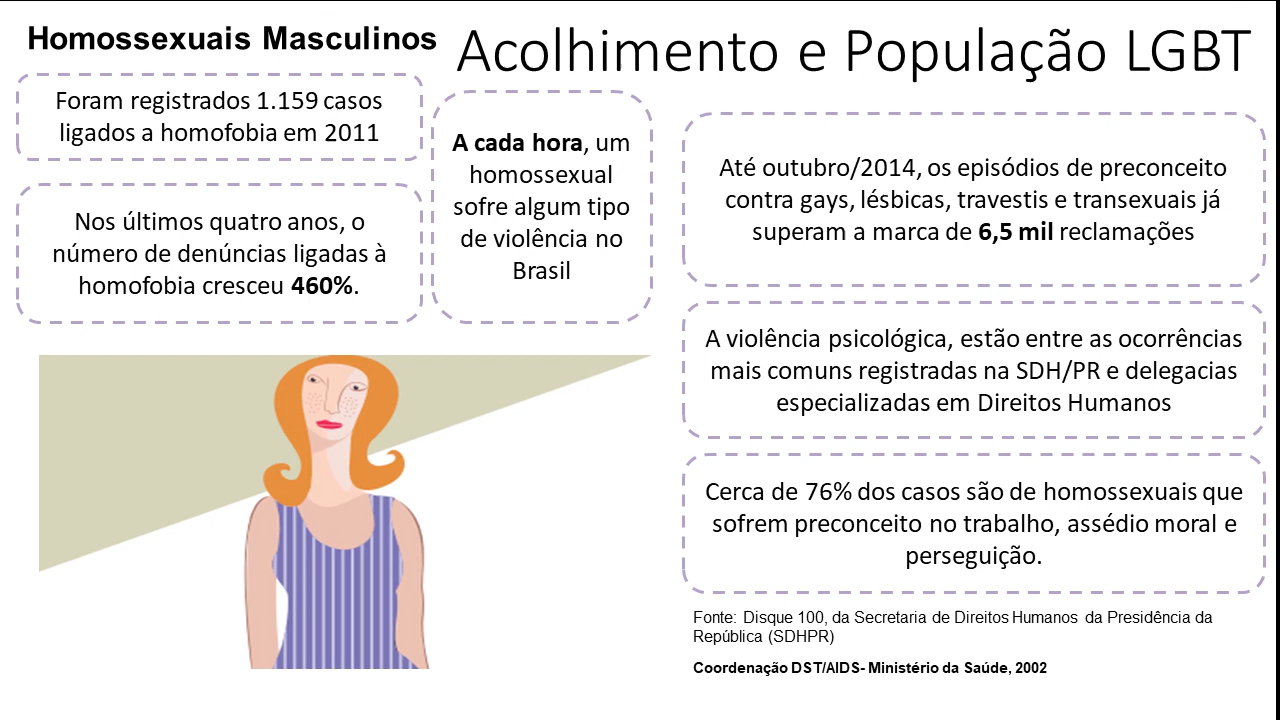 Homossexuais Masculinos
Acolhimento e População LGBT
Foram registrados 1.159 casos
ligados a homofobia em 2011
Nos últimos quatro anos, o
número de denúncias ligadas à
homofobia cresceu 460%.
A cada hora, um
homossexual
sofre algum tipo
de violência no
Brasil
Até outubro/2014, os episódios de preconceito
contra gays, lésbicas, travestis e transexuais já
superam a marca de 6,5 mil reclamações
A violência psicológica, estão entre as ocorrências
mais comuns registradas na SDH/PR e delegacias
especializadas em Direitos Humanos
Cerca de 76% dos casos são de homossexuais que
sofrem preconceito no trabalho, assédio moral e
perseguição.
Fonte: Disque 100, da Secretaria de Direitos Humanos da Presidência da
República (SDHPR)
Coordenação DST/AIDS- Ministério da Saúde, 2002